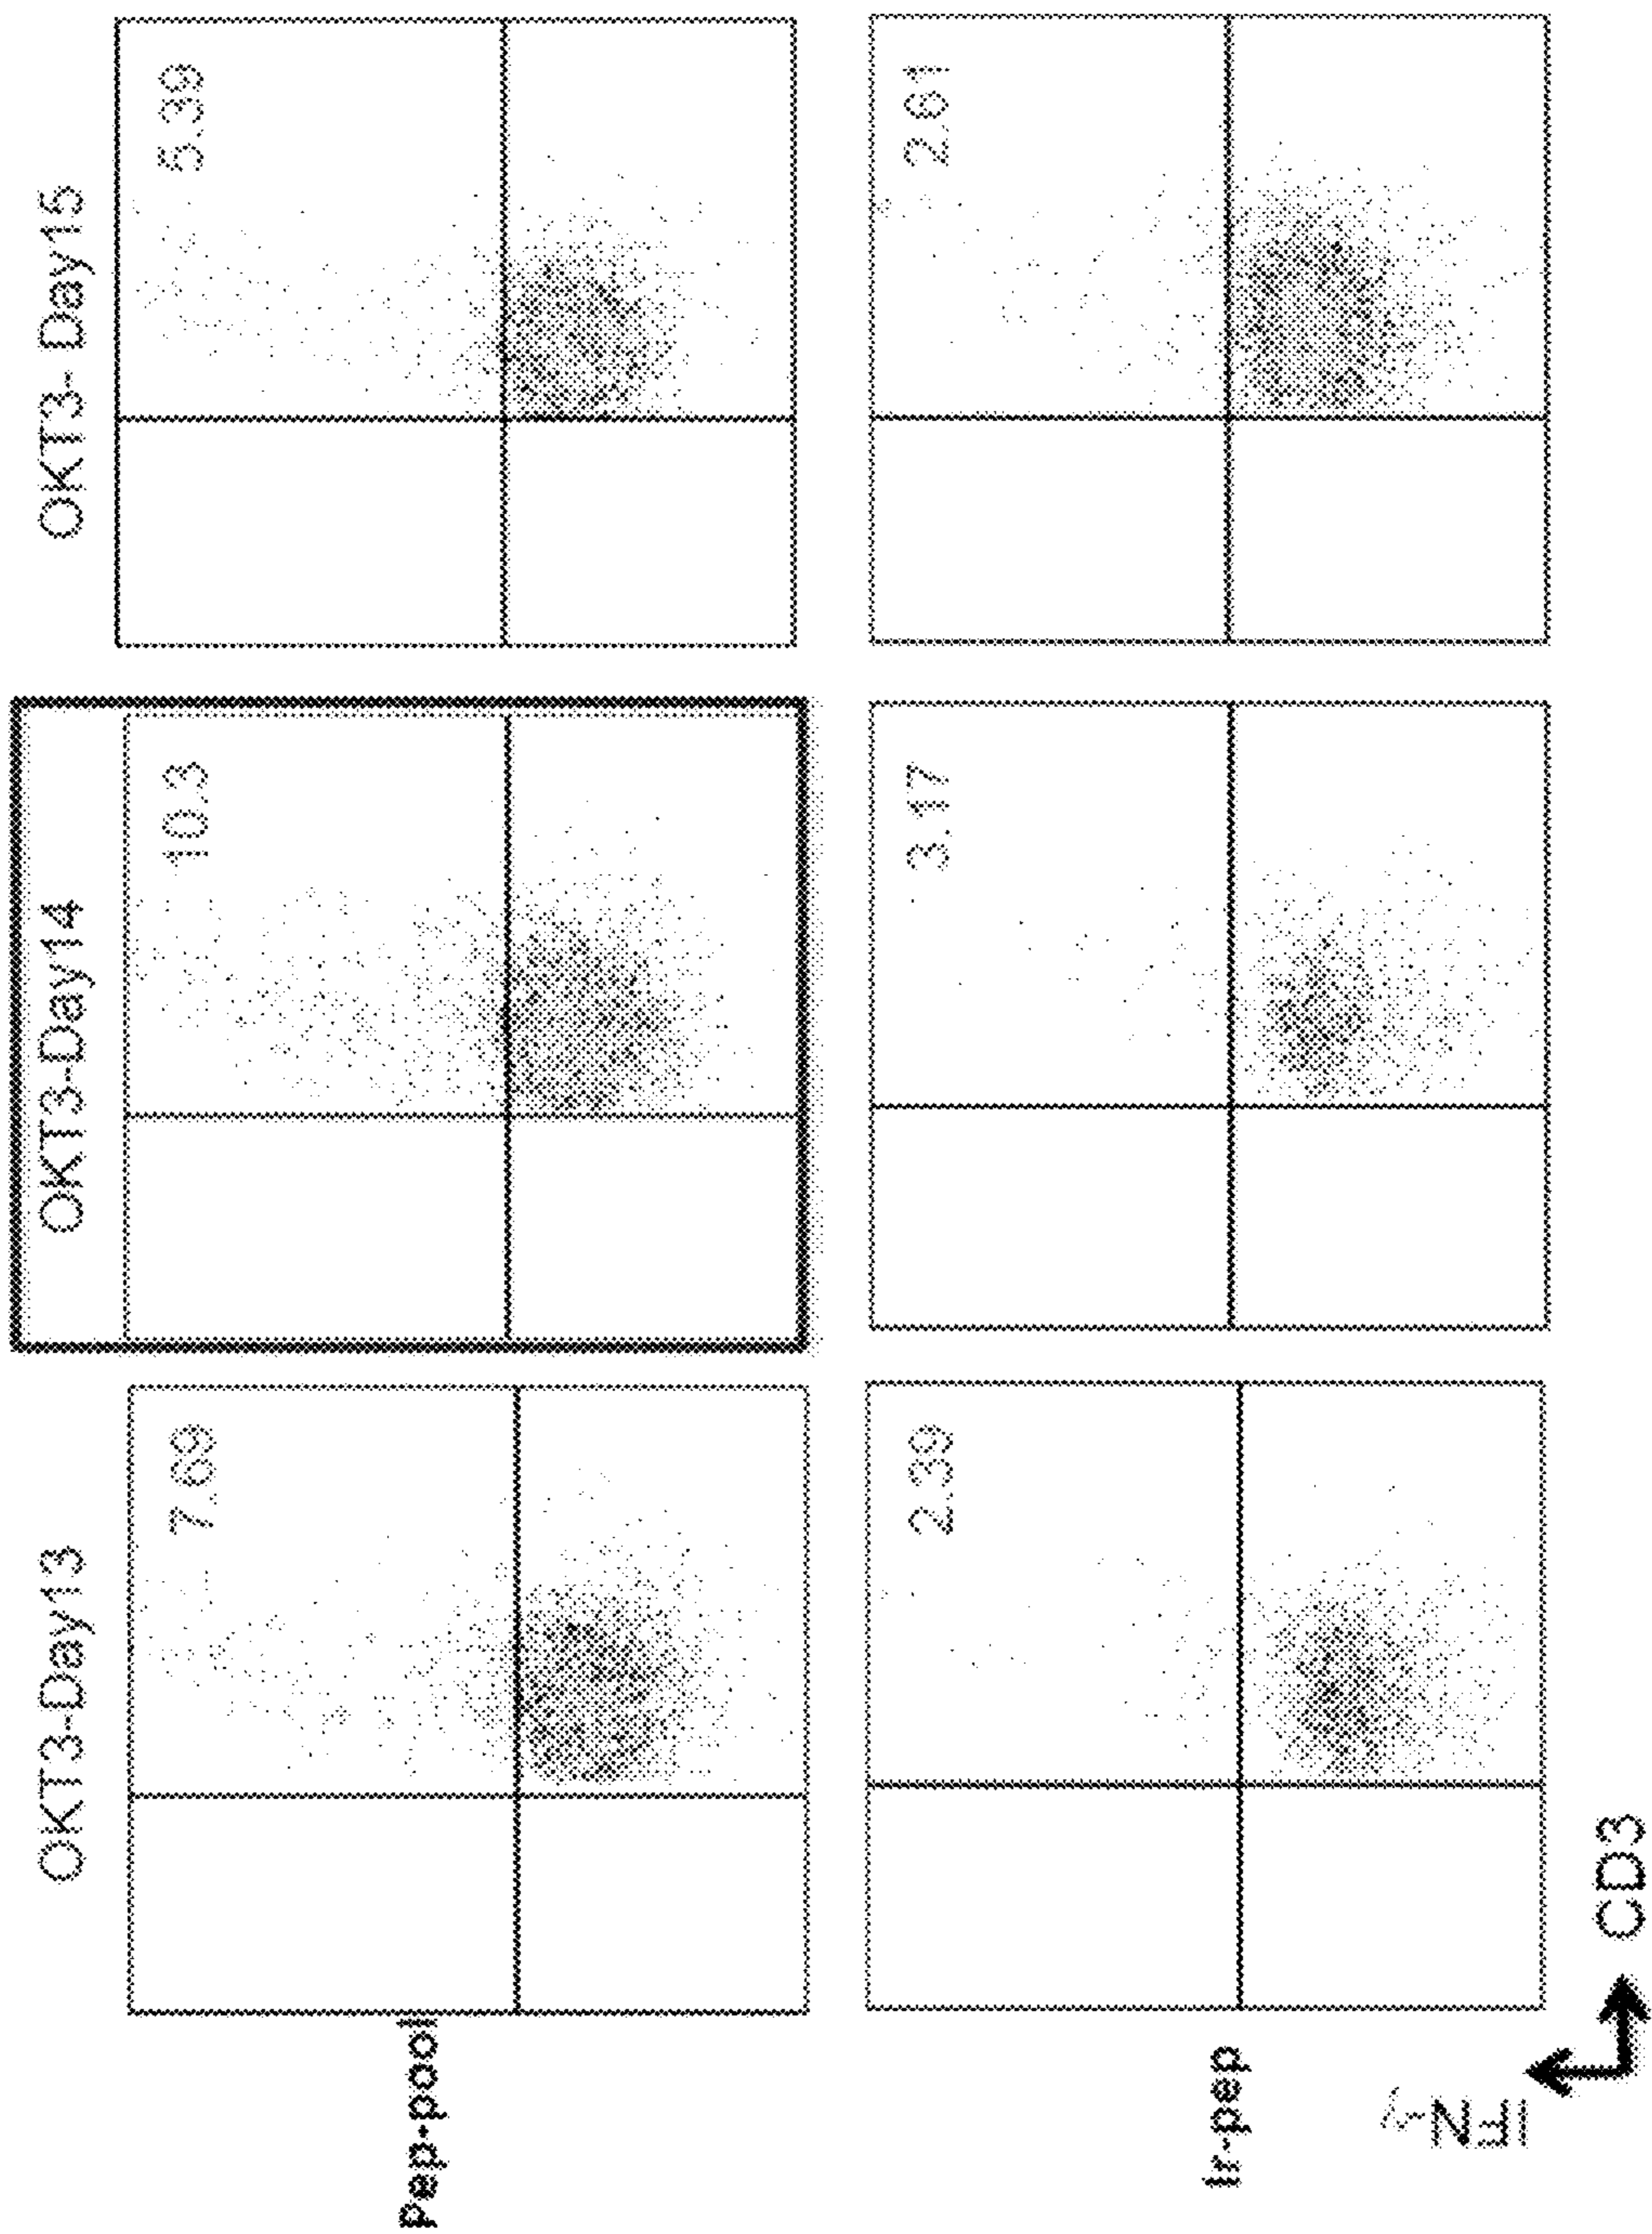 OKT3-Day13
OKT3-Day14
OKT3- Day15
Pep-pool
7.69
10.3
5.39
Ir-pep
2.39
3.17
2.61
IFN-γ
CD3